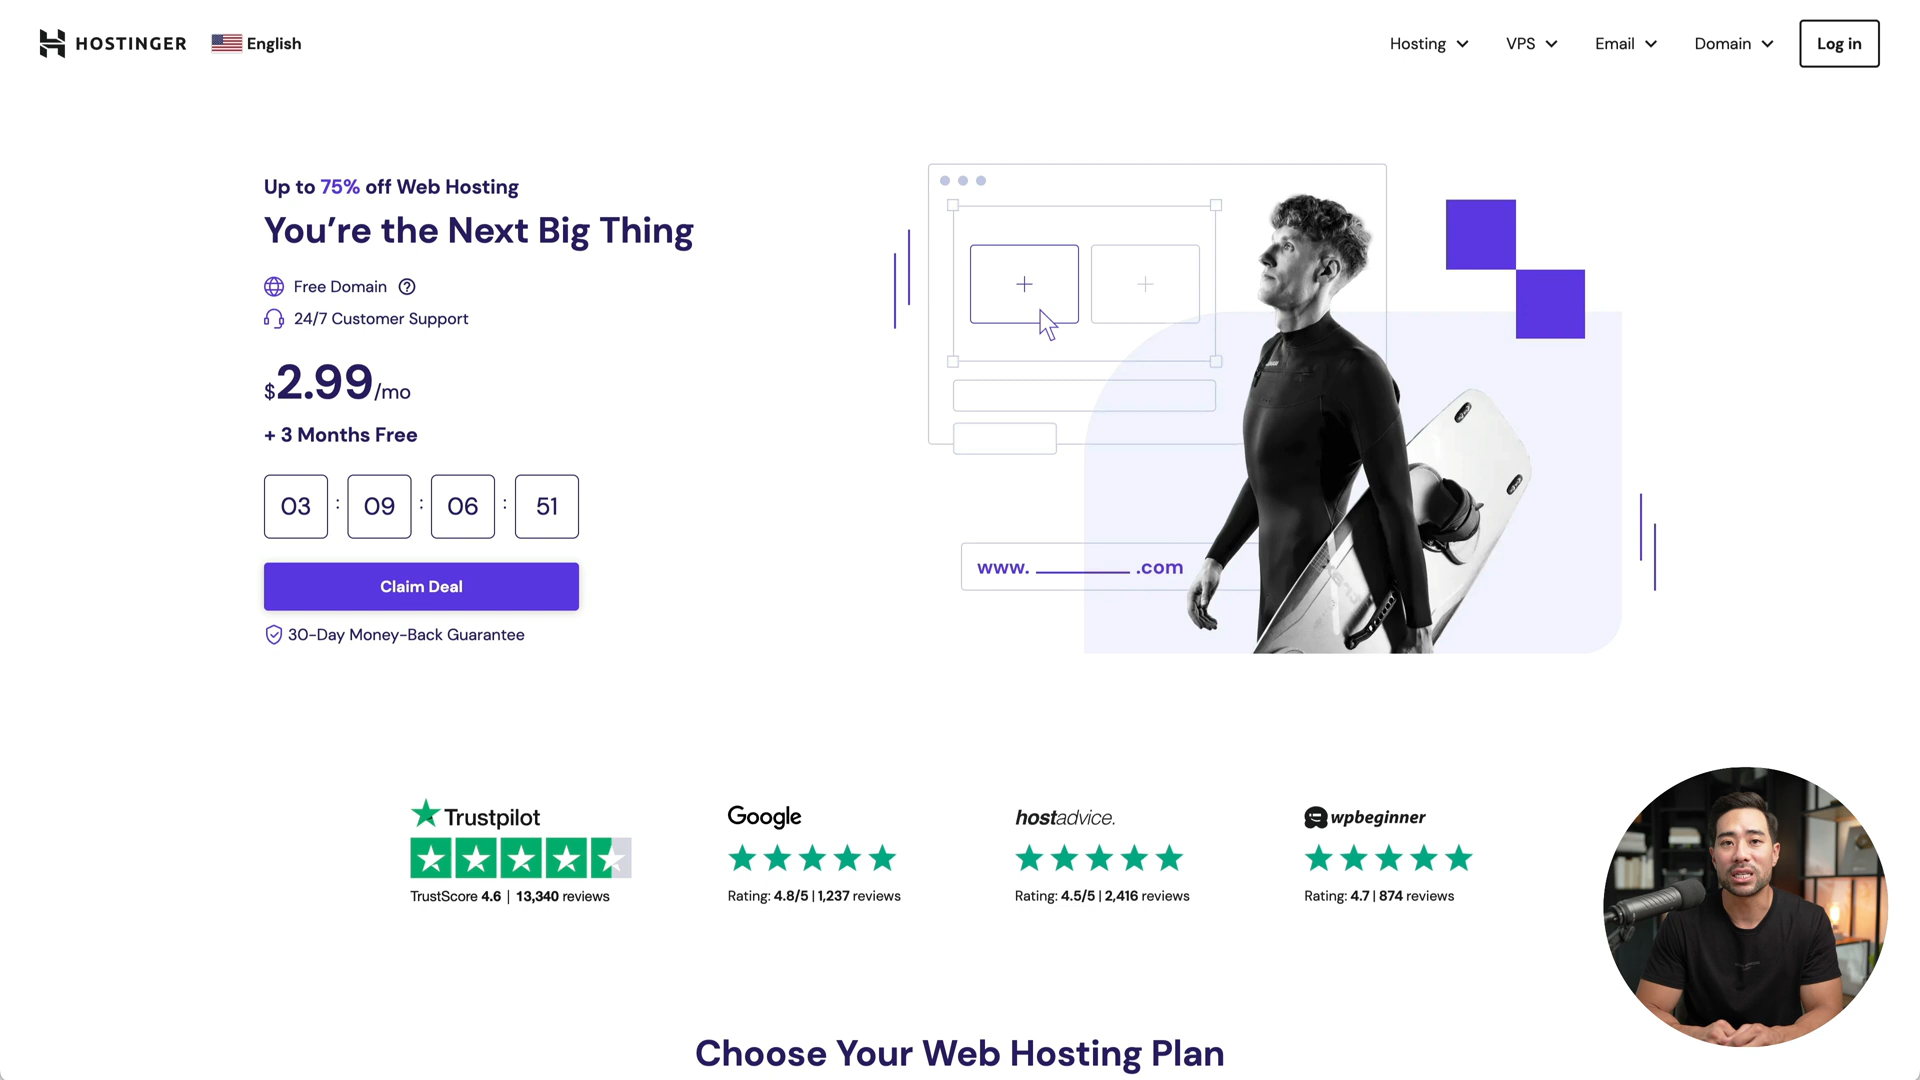 HOSTINGER
English
Hosting
VPS
Email
Domain
Log in
Up to 75% off Web Hosting
You’re the Next Big Thing
Free Domain
24/7 Customer Support
$2.99/mo
+ 3 Months Free
03 : 09 : 06 : 51
Claim Deal
30-Day Money-Back Guarantee
www. ________ .com
Trustpilot
TrustScore 4.6 | 13,340 reviews
Google
Rating: 4.8/5 | 1,237 reviews
hostadvice.
Rating: 4.5/5 | 2,416 reviews
wpbeginner
Rating: 4.7 | 874 reviews
Choose Your Web Hosting Plan